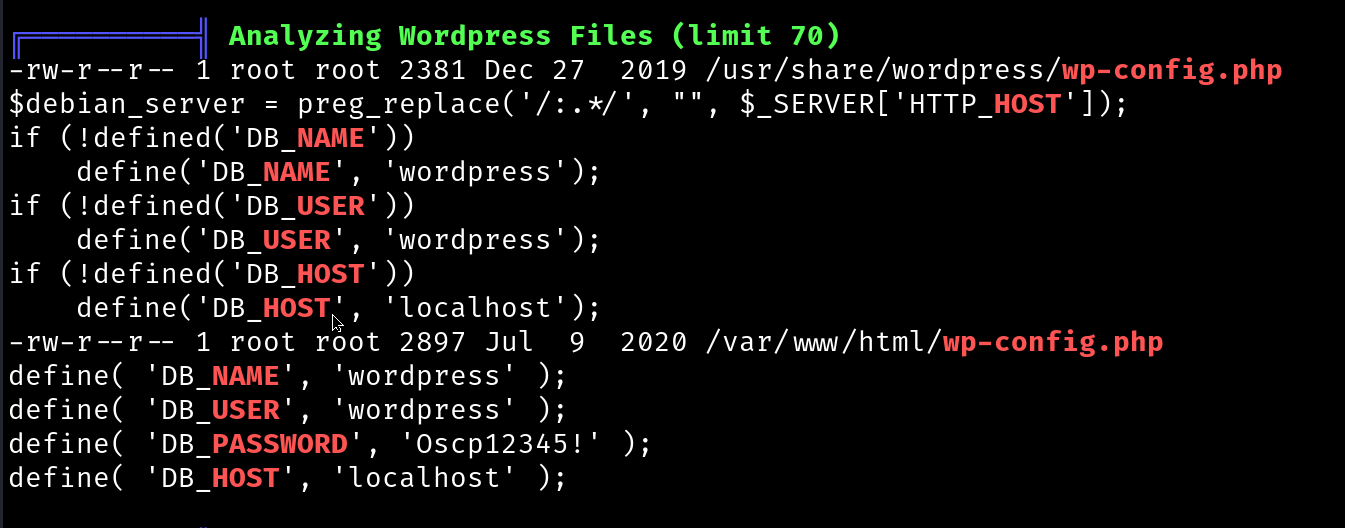 ╔══════════╣ Analyzing Wordpress Files (limit 70)
-rw-r--r-- 1 root root 2381 Dec 27  2019 /usr/share/wordpress/wp-config.php
$debian_server = preg_replace('/:.*/', "", $_SERVER['HTTP_HOST']);
if (!defined('DB_NAME'))
    define('DB_NAME', 'wordpress');
if (!defined('DB_USER'))
    define('DB_USER', 'wordpress');
if (!defined('DB_HOST'))
    define('DB_HOST', 'localhost');
-rw-r--r-- 1 root root 2897 Jul  9  2020 /var/www/html/wp-config.php
define( 'DB_NAME', 'wordpress' );
define( 'DB_USER', 'wordpress' );
define( 'DB_PASSWORD', 'Oscp12345!' );
define( 'DB_HOST', 'localhost' );